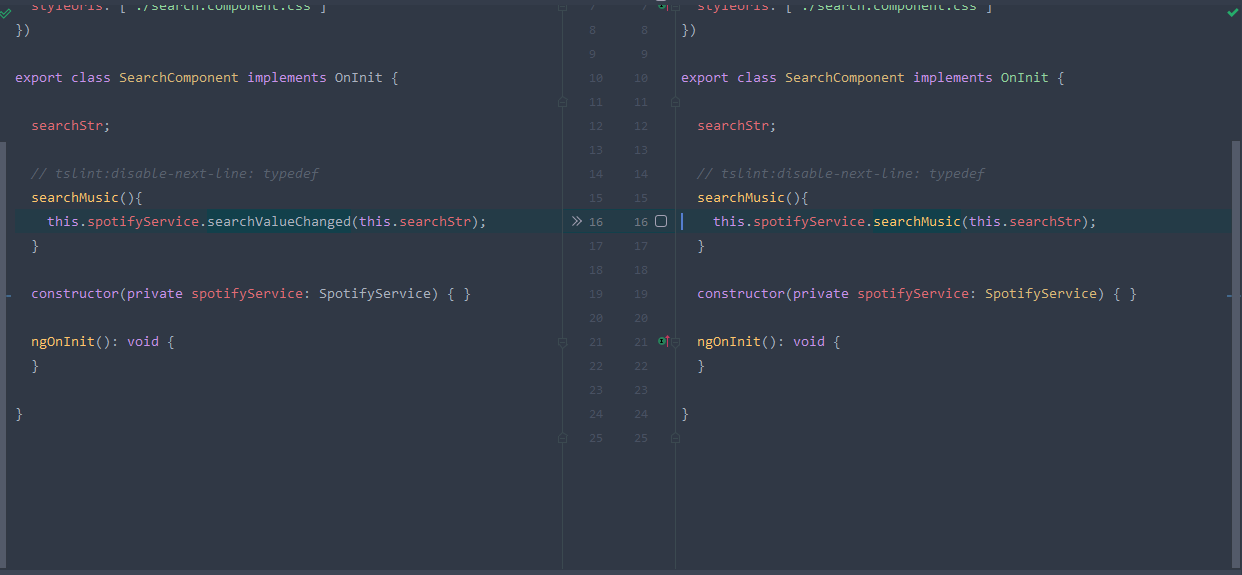 styleUrls: [ './search.component.css' ]
})
export class SearchComponent implements OnInit {
searchStr;
// tslint:disable-next-line: typedef
searchMusic(){
this.spotifyService.searchValueChanged(this.searchStr);
}
constructor(private spotifyService: SpotifyService) { }
ngOnInit(): void {
}
}
7 7
8 8
9 9
10 10
11 11
12 12
13 13
14 14
15 15
16 16
17 17
18 18
19 19
20 20
21 21
22 22
23 23
24 24
25 25
styleUrls: [ './search.component.css' ]
})
export class SearchComponent implements OnInit {
searchStr;
// tslint:disable-next-line: typedef
searchMusic(){
this.spotifyService.searchMusic(this.searchStr);
}
constructor(private spotifyService: SpotifyService) { }
ngOnInit(): void {
}
}